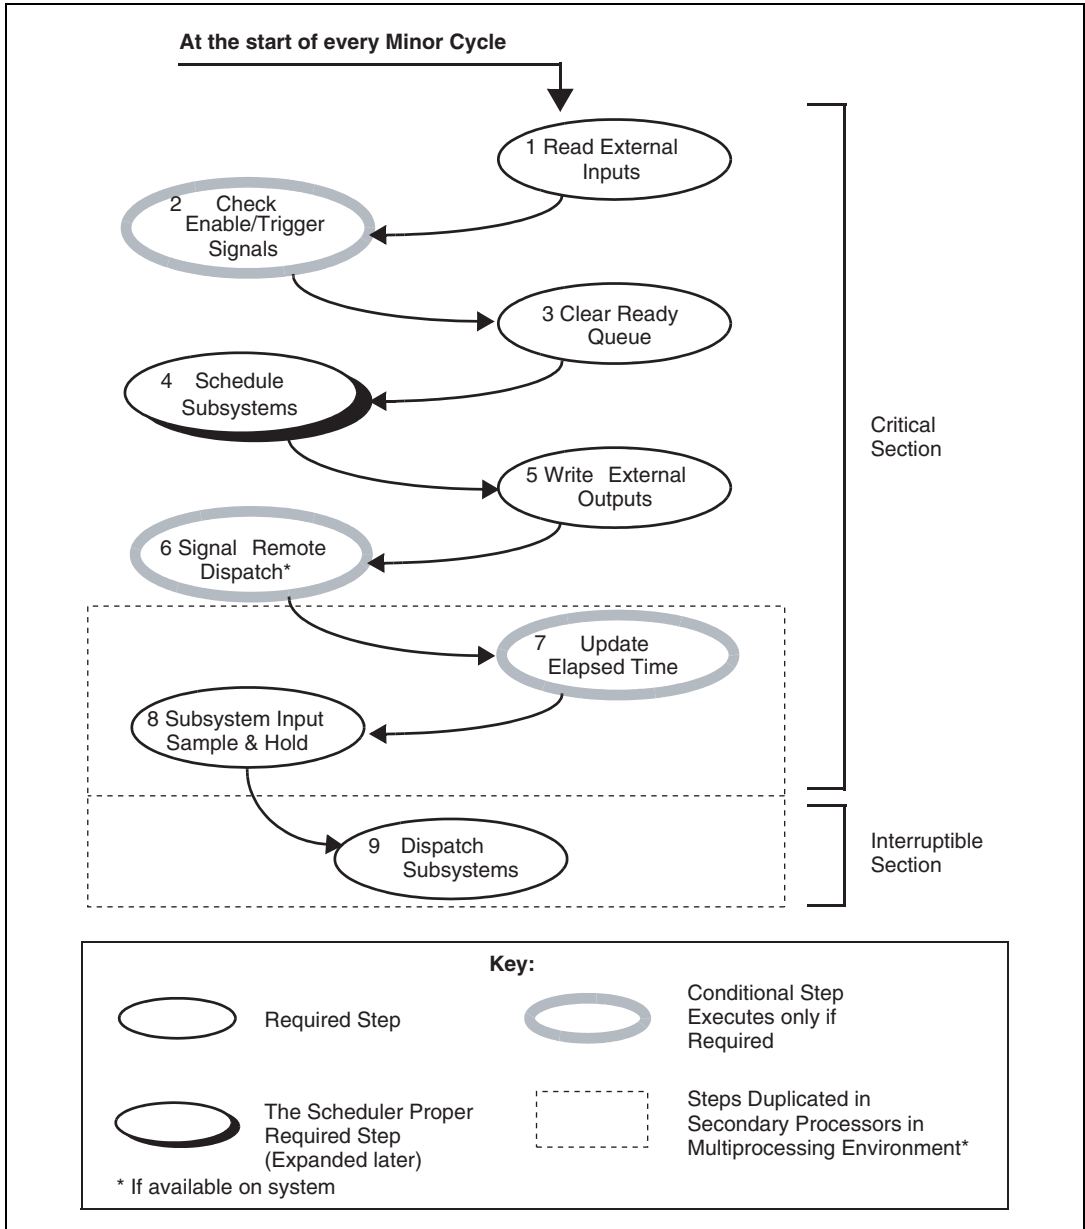 At the start of every Minor Cycle
1 Read External
Inputs
2 Check
Enable/Trigger
Signals
3 Clear Ready
Queue
4 Schedule
Subsystems
Critical
Section
5 Write External
Outputs
6 Signal Remote
Dispatch*
7 Update
Elapsed Time
8 Subsystem Input
Sample & Hold
9 Dispatch
Subsystems
Interruptible
Section
Key:
Required Step
Conditional Step
Executes only if
Required
The Scheduler Proper
Required Step
(Expanded later)
Steps Duplicated in
Secondary Processors in
Multiprocessing Environment*
* If available on system